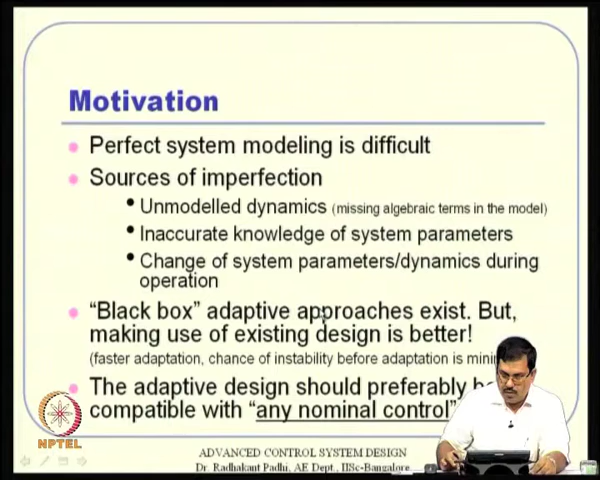 Motivation
Perfect system modeling is difficult
Sources of imperfection
Unmodelled dynamics (missing algebraic terms in the model)
Inaccurate knowledge of system parameters
Change of system parameters/dynamics during
operation
"Black box" adaptive approaches exist. But,
making use of existing design is better!
(faster adaptation, chance of instability before adaptation is
The adaptive design should preferably
compatible with "any nominal control"
NPTEL
ADVANCED CONTROL SYSTEM DESIGN
Dr. Radhakant Padhi, AE Dept., IISc-Bangalore